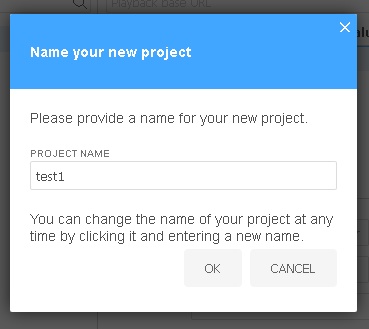 Playback base URL
Name your new project
Please provide a name for your new project.
PROJECT NAME
test1
You can change the name of your project at any
time by clicking it and entering a new name.
OK
CANCEL